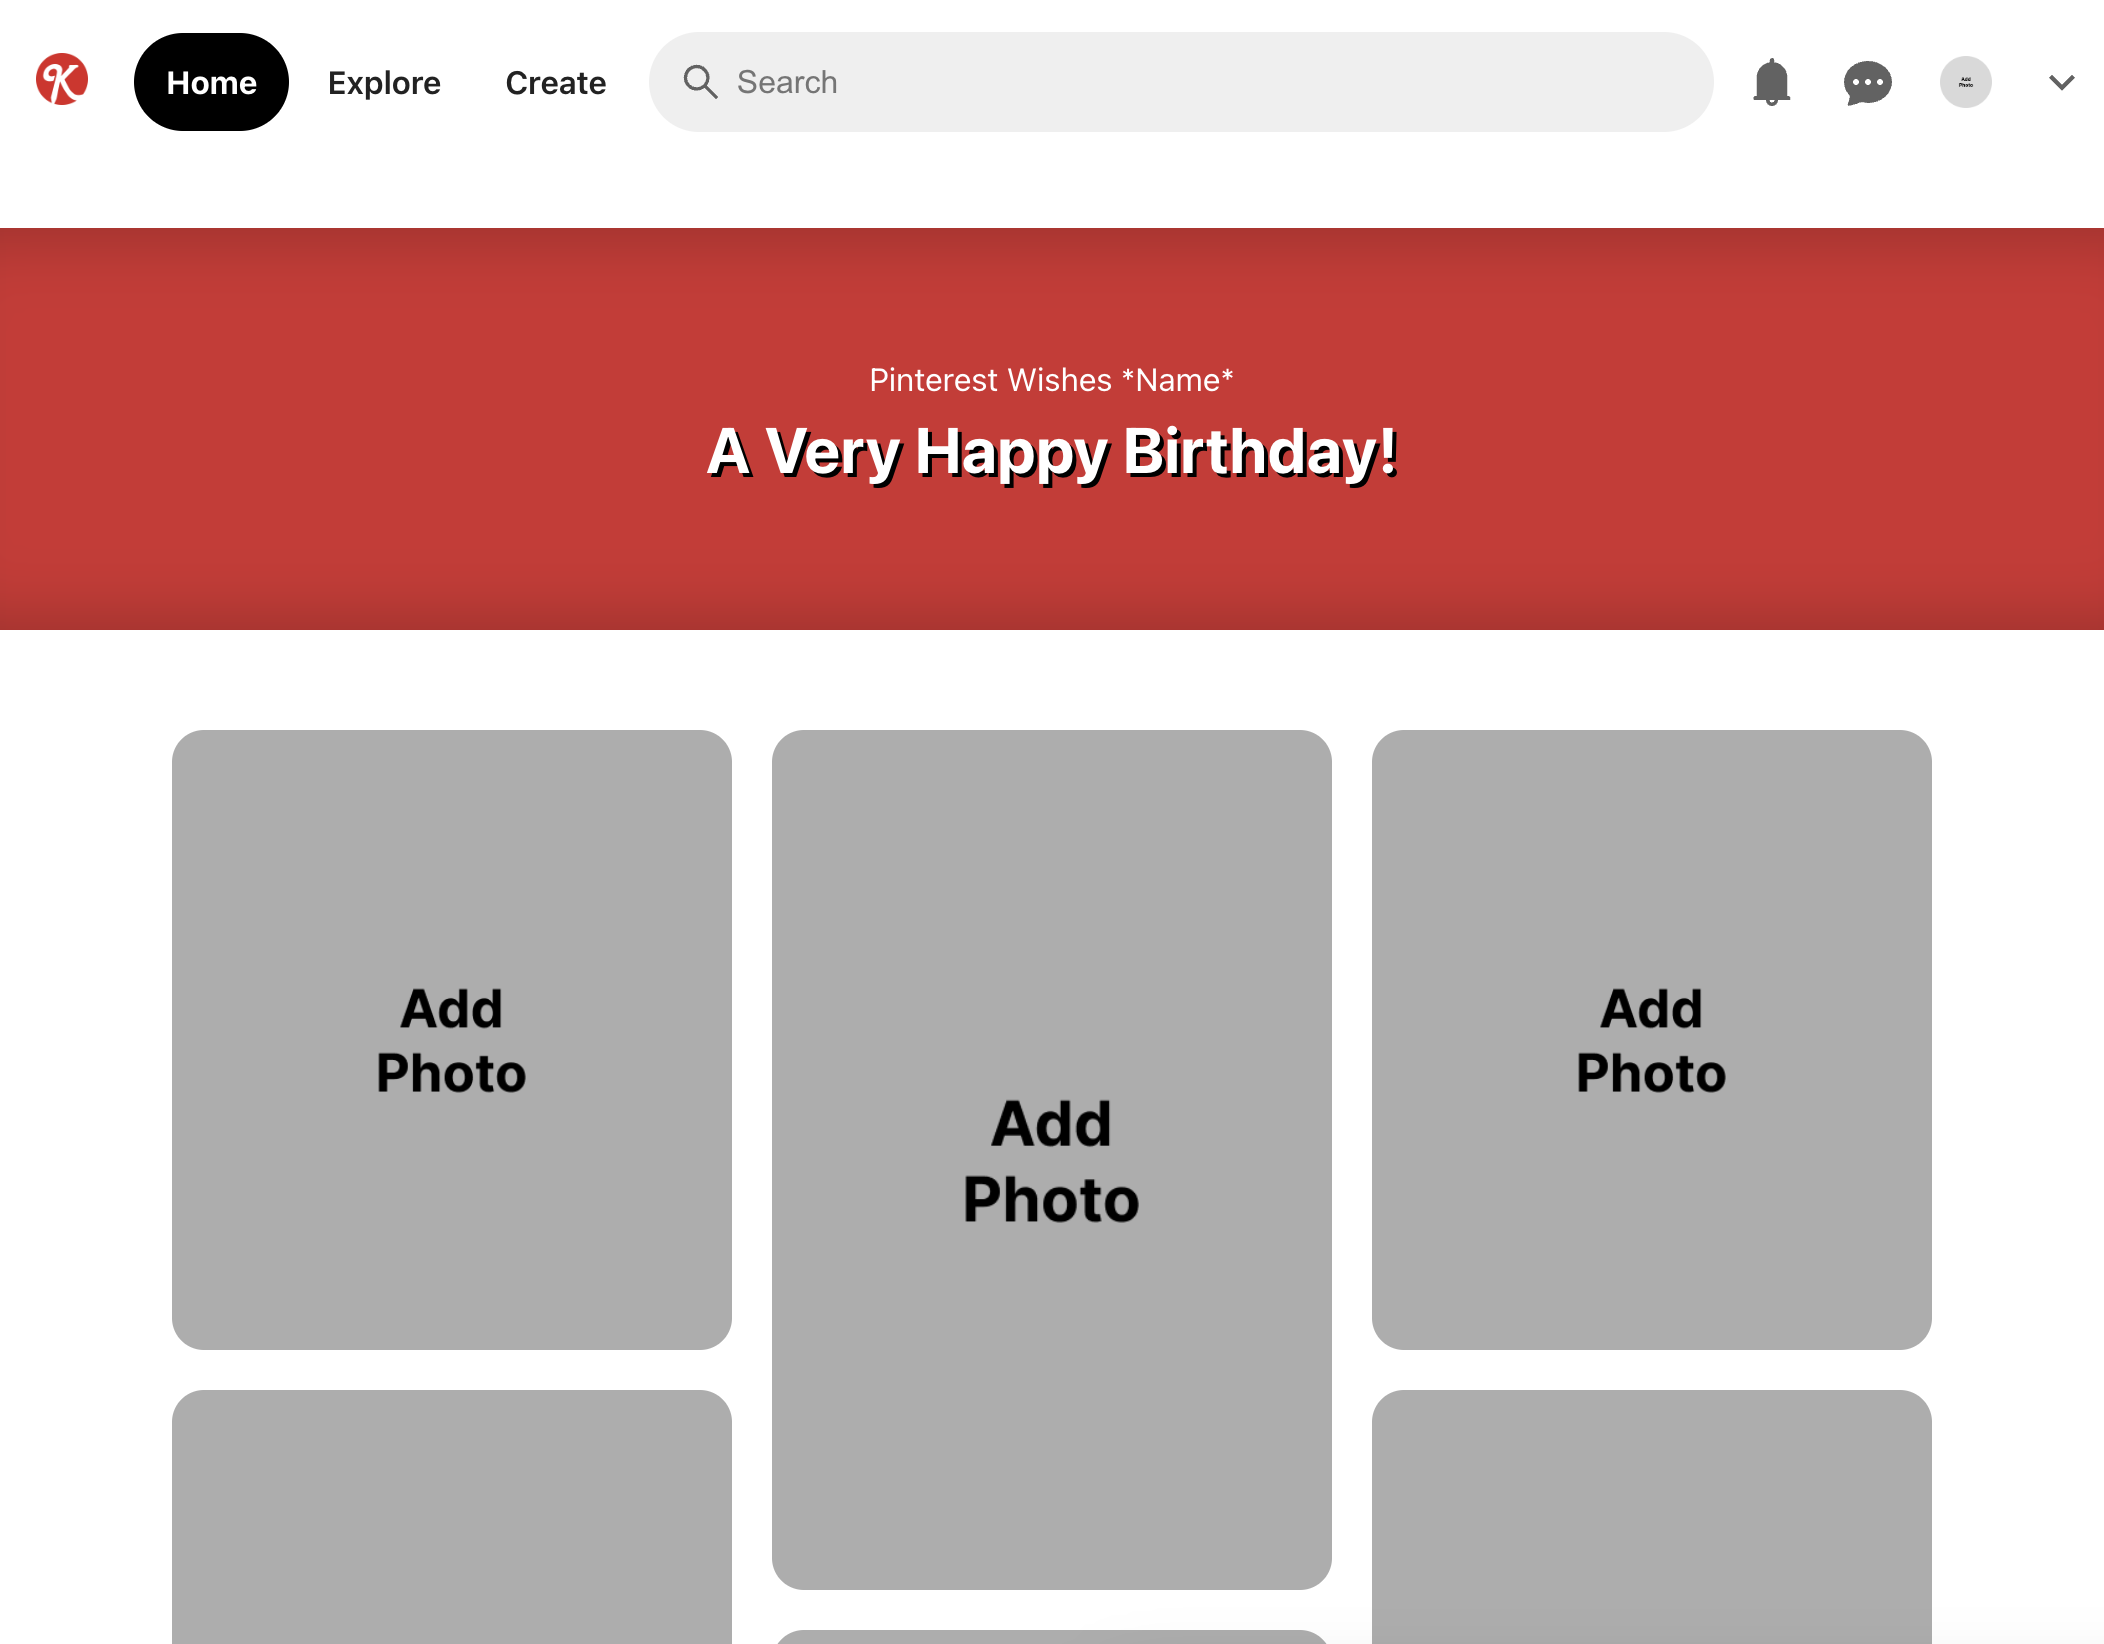 K
Home
Explore
Create
Search
Add
Photo
Pinterest Wishes *Name*
A Very Happy Birthday!
Add
Photo
Add
Photo
Add
Photo